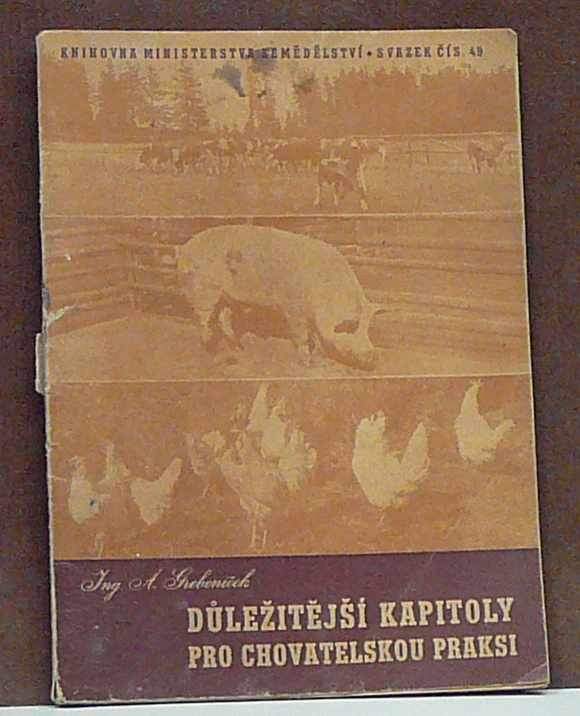 KNIHOVNA MINISTERSTVA ZEMĚDĚLSTVÍ • SVAZEK ČÍS. 49
Ing A. Grebeníček
DŮLEŽITĚJŠÍ KAPITOLY
PRO CHOVATELSKOU PRAKSI